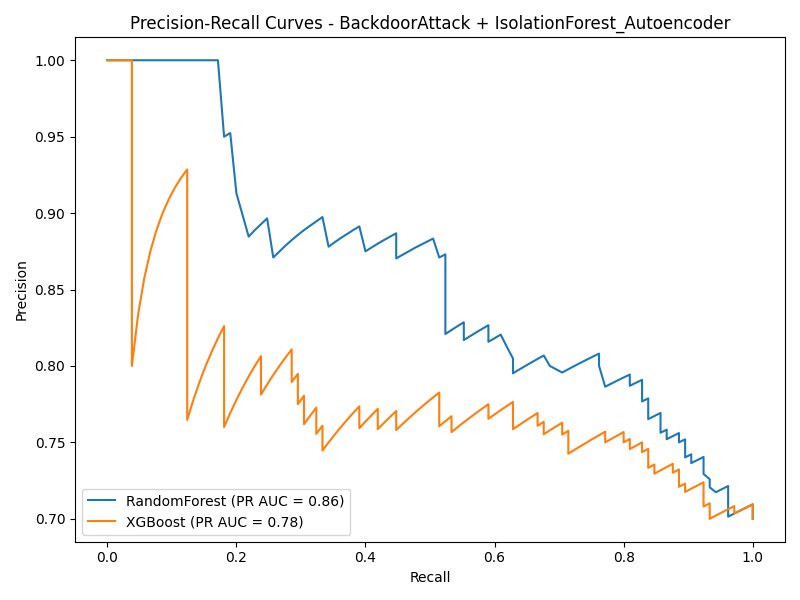 Precision-Recall Curves - BackdoorAttack + IsolationForest_Autoencoder
1.00
0.95
0.90
0.85
0.80
0.75
0.70
Precision
RandomForest (PR AUC = 0.86)
XGBoost (PR AUC = 0.78)
0.0 0.2 0.4 0.6 0.8 1.0
Recall